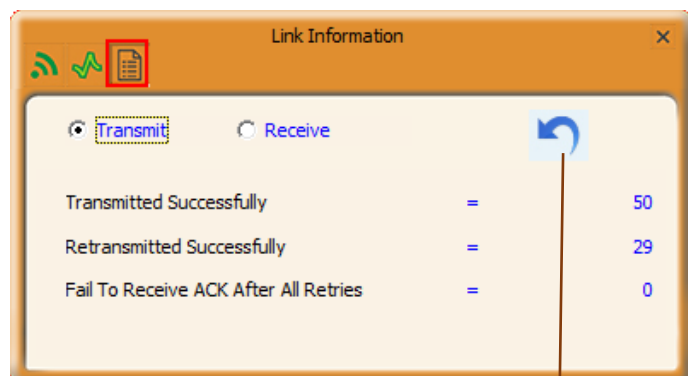 Link Information
Transmit Receive
Transmitted Successfully = 50
Retransmitted Successfully = 29
Fail To Receive ACK After All Retries = 0